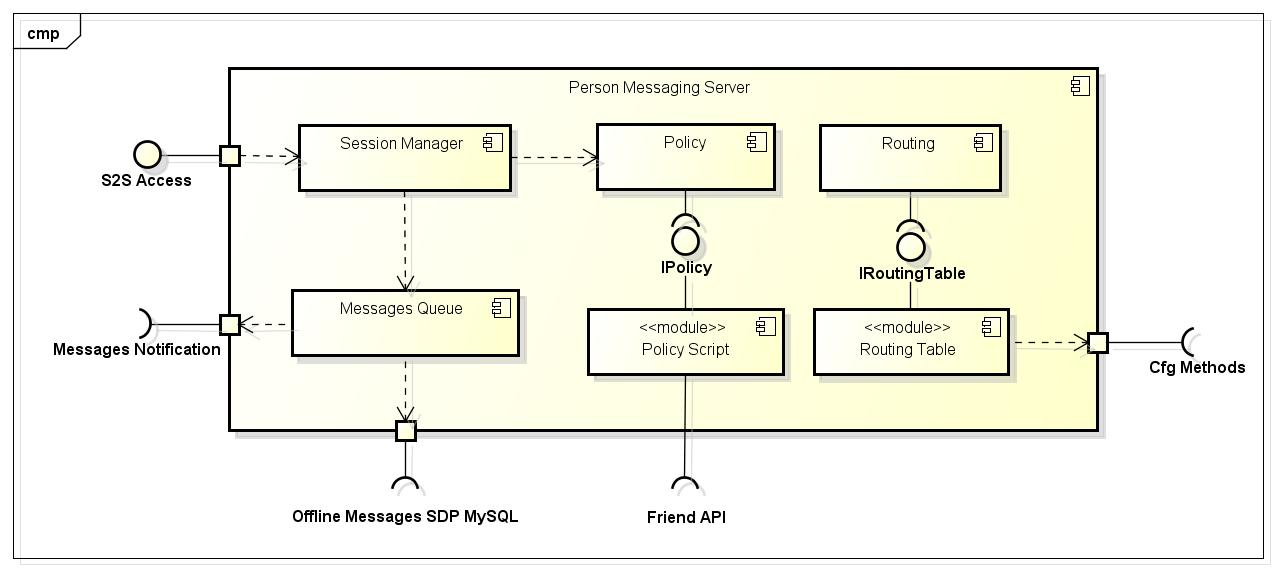 cmp
Person Messaging Server
Session Manager
Policy
Routing
S2S Access
IPolicy
IRoutingTable
Messages Queue
<<module>>
Policy Script
<<module>>
Routing Table
Messages Notification
Cfg Methods
Offline Messages SDP MySQL
Friend API